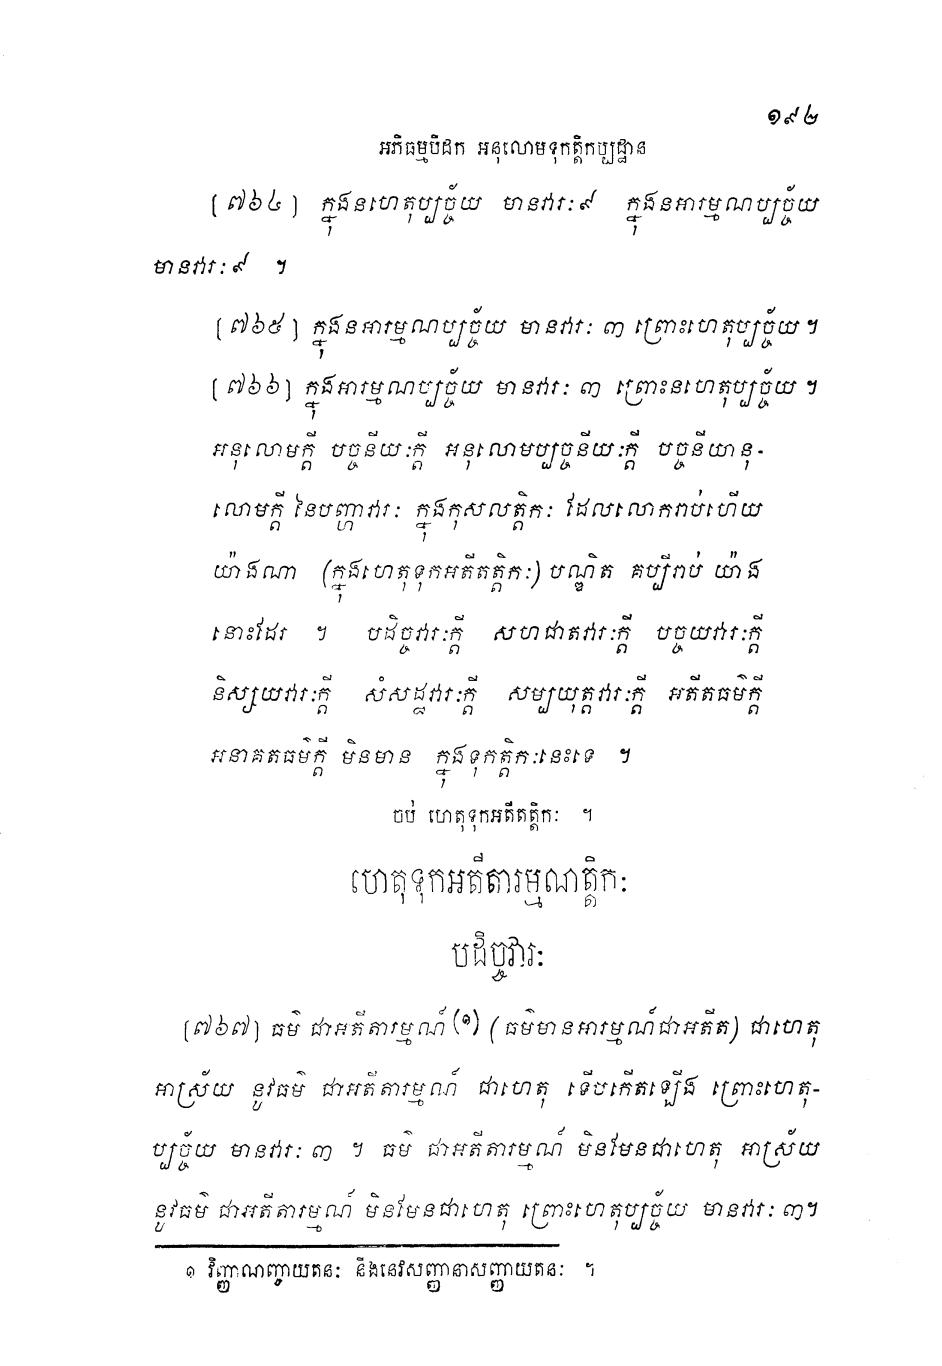 ១៩២
អភិធម្មបិដក អនុលោមទុកត្តិកប្បដ្ឋាន
[៧៦៤] ក្នុងនហេតុប្បច្ច័យ មានវារៈ៩ ក្នុងនអារម្មណប្បច្ច័យ
មានវារៈ៩ ។
[៧៦៥] ក្នុងនអារម្មណប្បច្ច័យ មានវារៈ ៣ ព្រោះហេតុប្បច្ច័យ ។
[៧៦៦] ក្នុងអារម្មណប្បច្ច័យ មានវារៈ ៣ ព្រោះនហេតុប្បច្ច័យ ។
អនុលោមក្តី បច្ចនីយៈក្តី អនុលោមប្បច្ចនីយៈក្តី បច្ចនីយានុ-
លោមក្តី នៃបញ្ហាវារៈ ក្នុងកុសលត្តិកៈ ដែលលោករាប់ហើយ
យ៉ាងណា (ក្នុងហេតុទុកអតីតត្តិកៈ) បណ្ឌិត គប្បីរាប់ យ៉ាង
នោះដែរ ។ បដិច្ចវារៈក្តី សហជាតវារៈក្តី បច្ចយវារៈក្តី
និស្សយវារៈក្តី សំសដ្ឋវារៈក្តី សម្បយុត្តវារៈក្តី អតីតធម៌ក្តី
អនាគតធម៌ក្តី មិនមាន ក្នុងទុកត្តិកៈនេះទេ ។
ចប់ ហេតុទុកអតីតត្តិកៈ ។
ហេតុទុកអតីតារម្មណត្តិកៈ
បដិច្ចវារៈ
[៧៦៧] ធម៌ ជាអតីតារម្មណ៍ (១) (ធម៌មានអារម្មណ៍ជាអតីត) ជាហេតុ
អាស្រ័យ នូវធម៌ ជាអតីតារម្មណ៍ ជាហេតុ ទើបកើតឡើង ព្រោះហេតុ-
ប្បច្ច័យ មានវារៈ ៣ ។ ធម៌ ជាអតីតារម្មណ៍ មិនមែនជាហេតុ អាស្រ័យ
នូវធម៌ ជាអតីតារម្មណ៍ មិនមែនជាហេតុ ព្រោះហេតុប្បច្ច័យ មានវារៈ ៣។
១ វិញ្ញាណញ្ចាយតនៈ និងនេវសញ្ញានាសញ្ញាយតនៈ ។